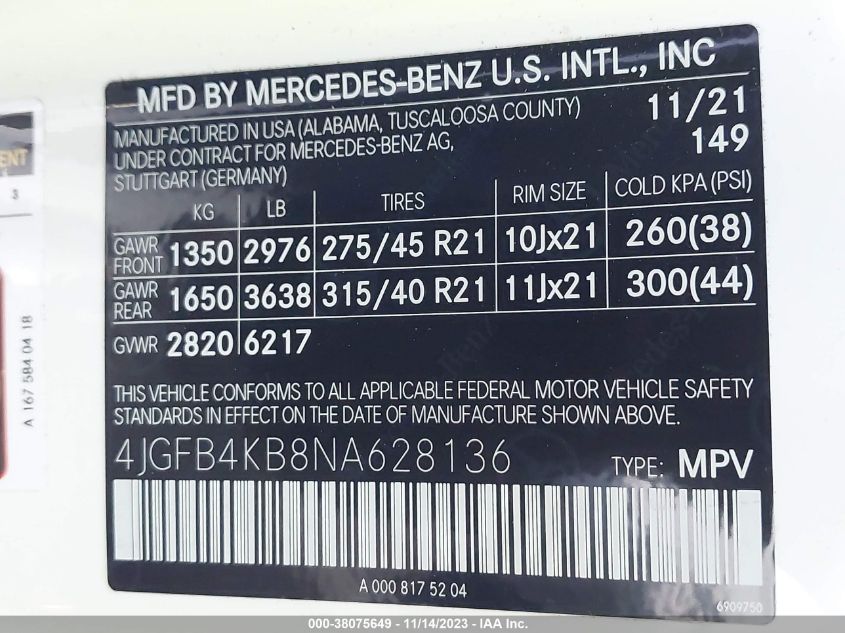 MFD BY MERCEDES-BENZ U.S. INTL., INC
MANUFACTURED IN USA (ALABAMA, TUSCALOOSA COUNTY) 11/21
UNDER CONTRACT FOR MERCEDES-BENZ AG, 149
STUTTGART (GERMANY)
KG LB TIRES RIM SIZE COLD KPA (PSI)
GAWR FRONT 1350 2976 275/45 R21 10Jx21 260(38)
GAWR REAR 1650 3638 315/40 R21 11Jx21 300(44)
GVWR 2820 6217
THIS VEHICLE CONFORMS TO ALL APPLICABLE FEDERAL MOTOR VEHICLE SAFETY
STANDARDS IN EFFECT ON THE DATE OF MANUFACTURE SHOWN ABOVE.
4JGFB4KB8NA628136 TYPE: MPV
A 000 817 52 04
6909750
3
A 167 584 04 18
000-38075649 - 11/14/2023 - IAA Inc.